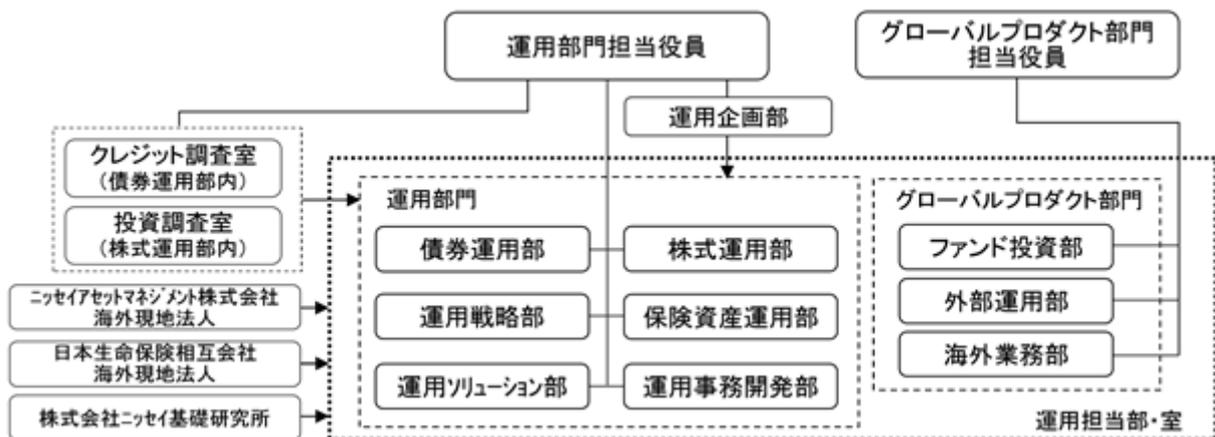 運用部門担当役員
グローバルプロダクト部門
担当役員
運用企画部
クレジット調査室
（債券運用部内）
投資調査室
（株式運用部内）
ニッセイアセットマネジメント株式会社
海外現地法人
日本生命保険相互会社
海外現地法人
株式会社ニッセイ基礎研究所
運用部門
債券運用部
株式運用部
運用戦略部
保険資産運用部
運用ソリューション部
運用事務開発部
グローバルプロダクト部門
ファンド投資部
外部運用部
海外業務部
運用担当部・室